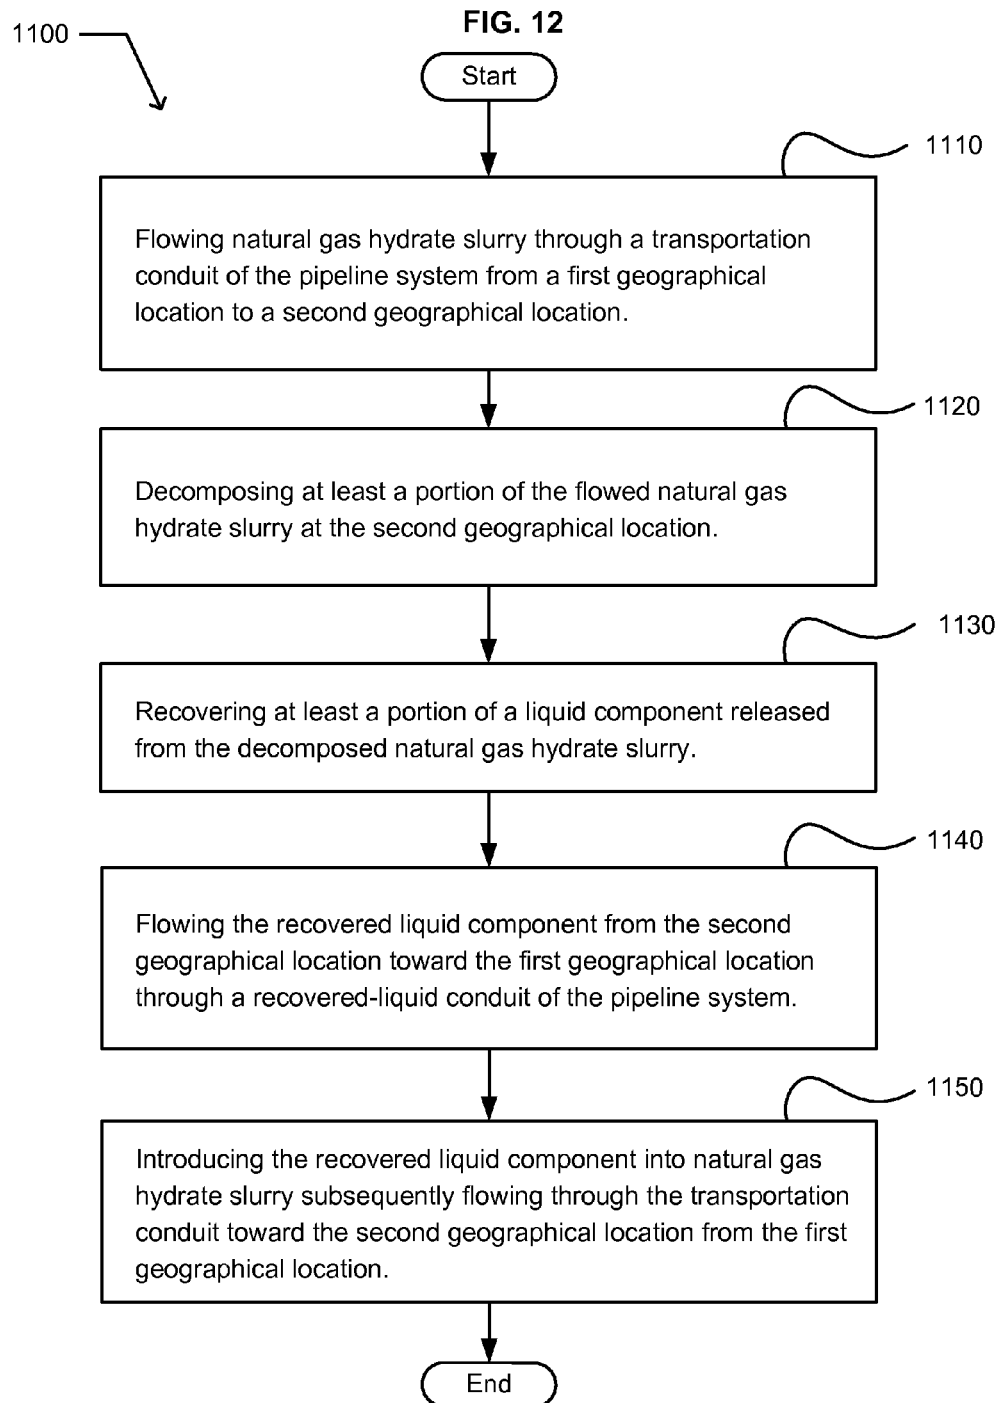 FIG. 12
1100
Start
1110
Flowing natural gas hydrate slurry through a transportation
conduit of the pipeline system from a first geographical
location to a second geographical location.
1120
Decomposing at least a portion of the flowed natural gas
hydrate slurry at the second geographical location.
1130
Recovering at least a portion of a liquid component released
from the decomposed natural gas hydrate slurry.
1140
Flowing the recovered liquid component from the second
geographical location toward the first geographical location
through a recovered-liquid conduit of the pipeline system.
1150
Introducing the recovered liquid component into natural gas
hydrate slurry subsequently flowing through the transportation
conduit toward the second geographical location from the first
geographical location.
End